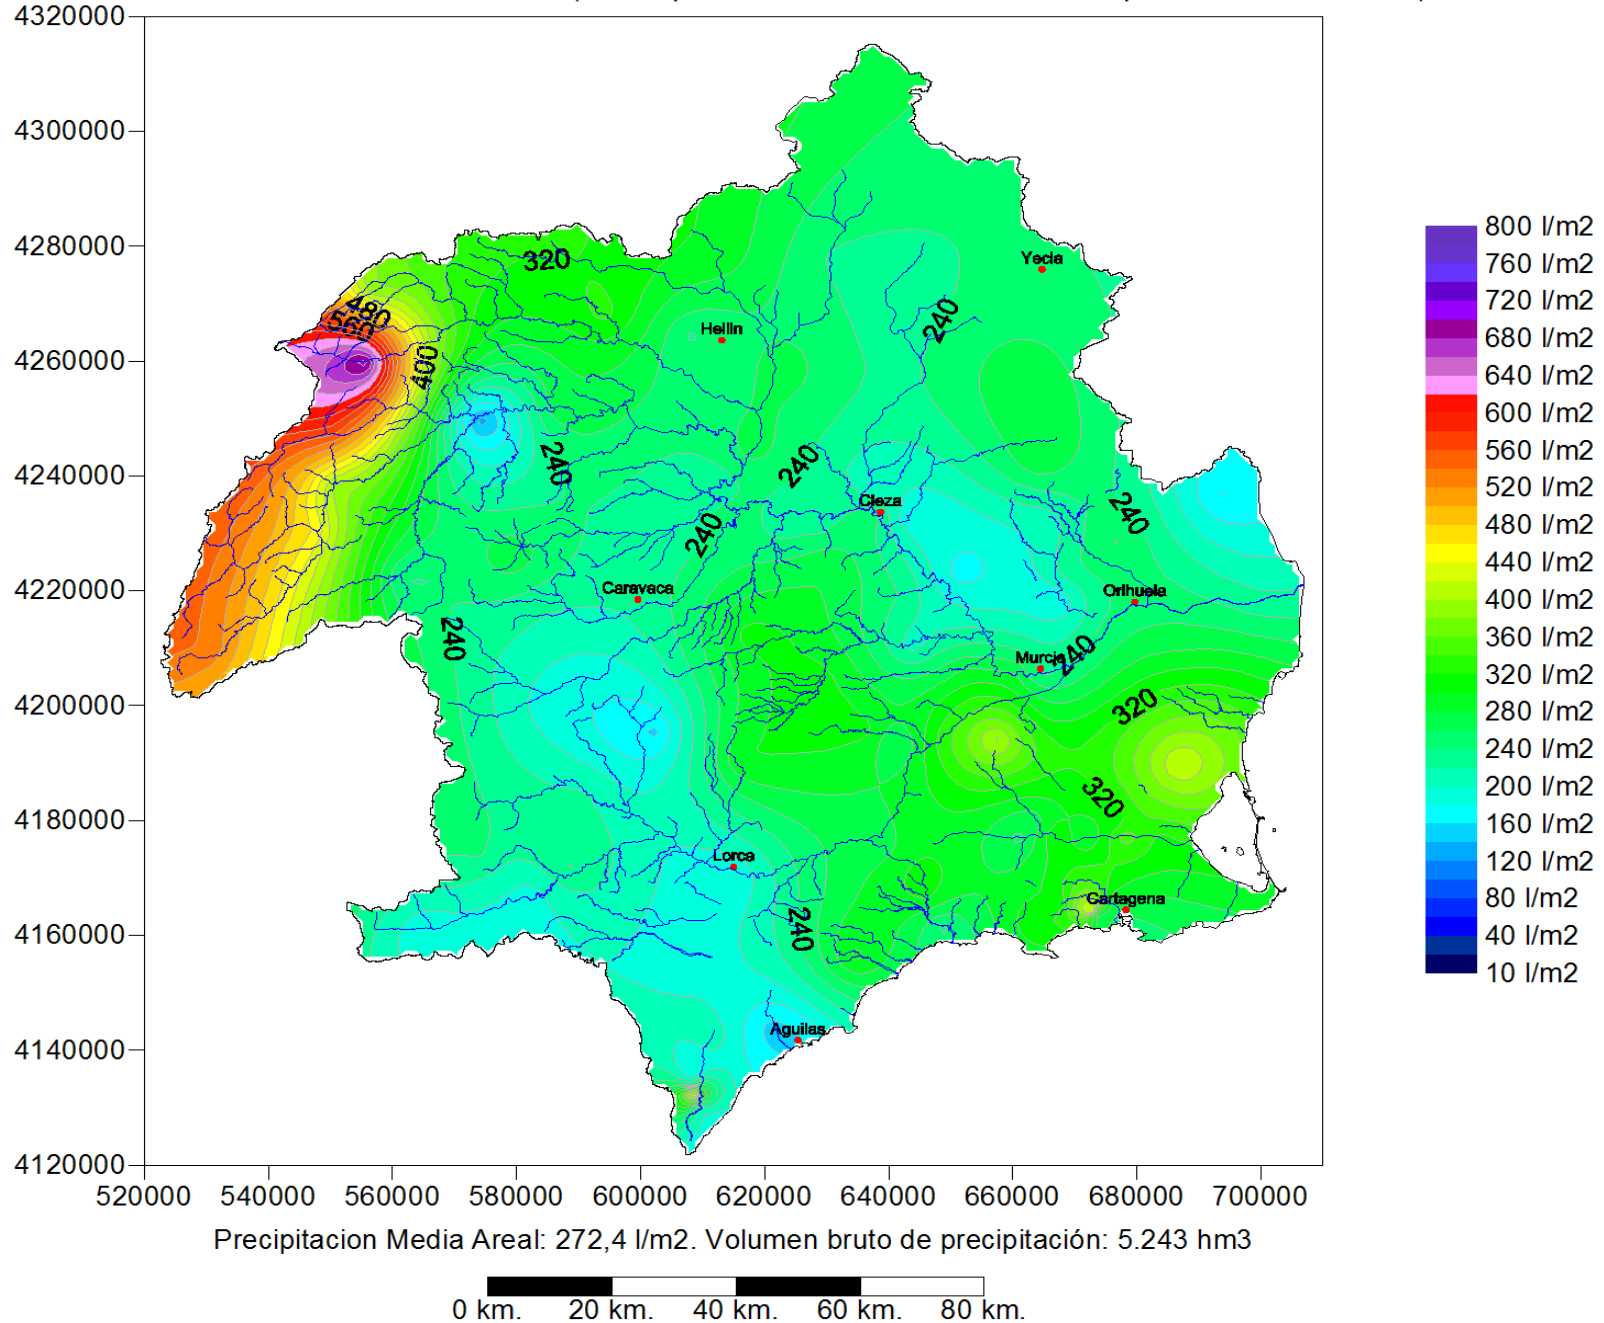 4320000
4300000
4280000
4260000
4240000
4220000
4200000
4180000
4160000
4140000
4120000
520000 540000 560000 580000 600000 620000 640000 660000 680000 700000
320
480
560
400
240
240
240
240
240
240
240
320
320
240
Yecla
Hellin
Cieza
Caravaca
Orihuela
Murcia
Lorca
Cartagena
Aguilas
800 l/m2
760 l/m2
720 l/m2
680 l/m2
640 l/m2
600 l/m2
560 l/m2
520 l/m2
480 l/m2
440 l/m2
400 l/m2
360 l/m2
320 l/m2
280 l/m2
240 l/m2
200 l/m2
160 l/m2
120 l/m2
80 l/m2
40 l/m2
10 l/m2
Precipitacion Media Areal: 272,4 l/m2. Volumen bruto de precipitación: 5.243 hm3
0 km. 20 km. 40 km. 60 km. 80 km.